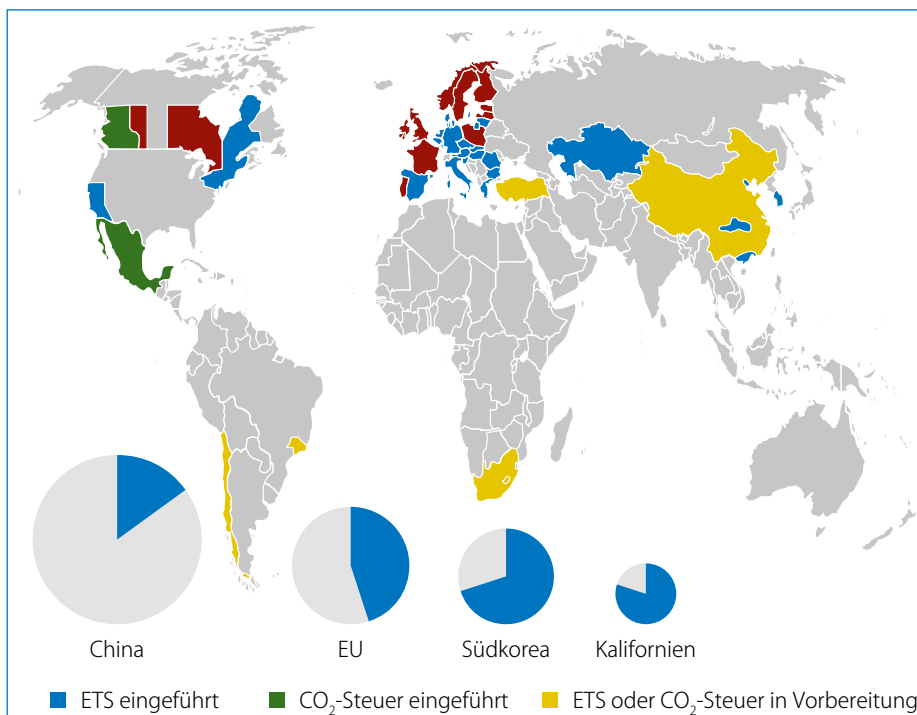 China
EU
Südkorea
Kalifornien
ETS eingeführt
CO₂-Steuer eingeführt
ETS oder CO₂-Steuer in Vorbereitung